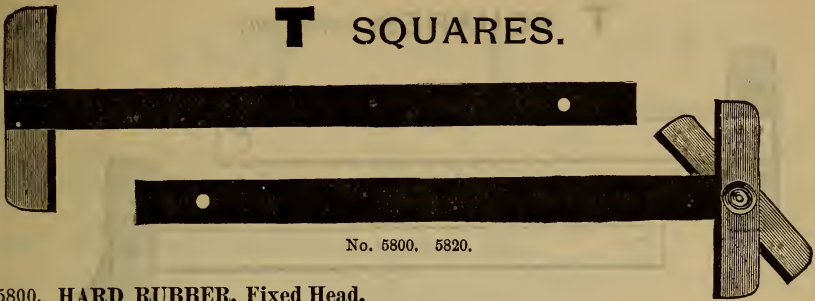 T SQUARES.
No. 5800. 5820.
5800. HARD RUBBER. Fixed Head.